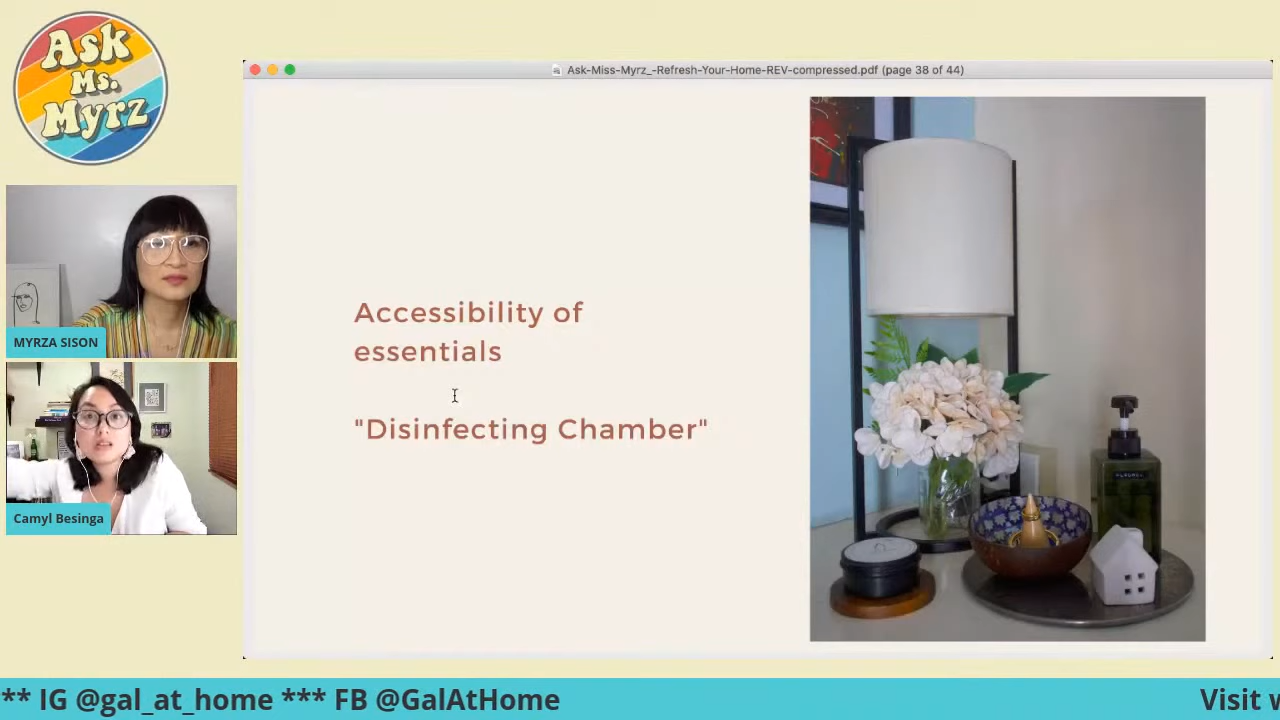 Ask
Ms.
Myrz
Ask-Miss-Myrz_-Refresh-Your-Home-REV-compressed.pdf (page 38 of 44)
MYRZA SISON
Camyl Besinga
Accessibility of
essentials
"Disinfecting Chamber"
** IG @gal_at_home *** FB @GalAtHome
Visit